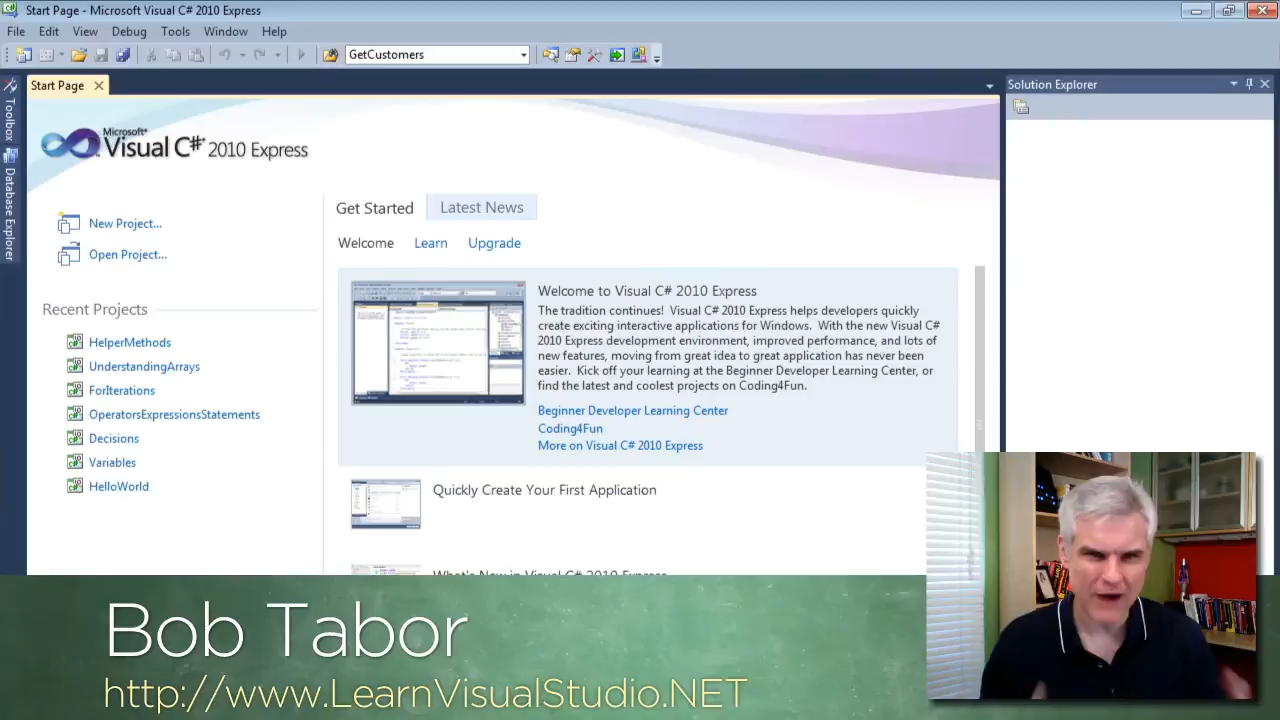 Start Page - Microsoft Visual C# 2010 Express
File Edit View Debug Tools Window Help
GetCustomers
Start Page
Solution Explorer
Toolbox
Database Explorer
Microsoft®
Visual C#® 2010 Express
Get Started Latest News
New Project...
Welcome Learn Upgrade
Open Project...
Welcome to Visual C# 2010 Express
Recent Projects
The tradition continues! Visual C# 2010 Express helps developers quickly
create exciting interactive applications for Windows. With the new Visual C#
2010 Express development environment, improved performance, and lots of
new features, moving from great idea to great application has never been
easier. Kick off your learning at the Beginner Developer Learning Center, or
find the latest and coolest projects on Coding4Fun.
HelperMethods
UnderstandingArrays
ForIterations
OperatorsExpressionsStatements
Decisions
Variables
HelloWorld
Beginner Developer Learning Center
Coding4Fun
More on Visual C# 2010 Express
Quickly Create Your First Application
What's New in Visual C# 2010 Express
Bob Tabor
http://www.LearnVisualStudio.NET